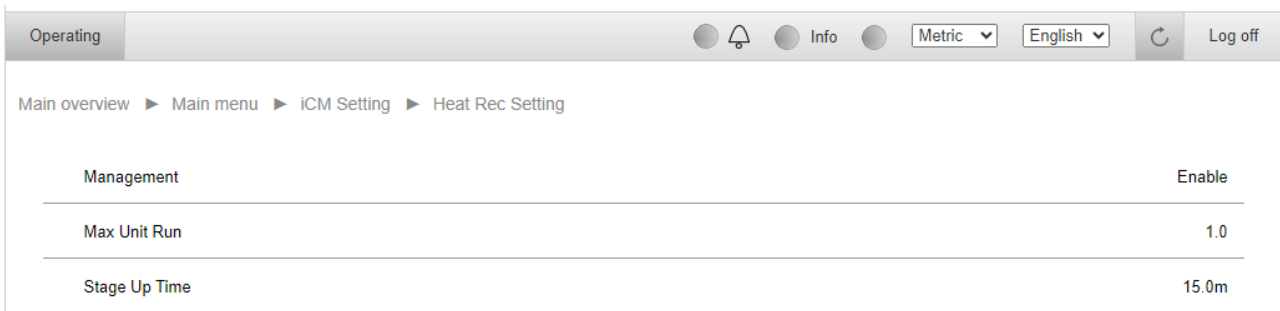 Operating Info Metric English Log off
Main overview ► Main menu ► iCM Setting ► Heat Rec Setting
Management Enable
Max Unit Run 1.0
Stage Up Time 15.0m